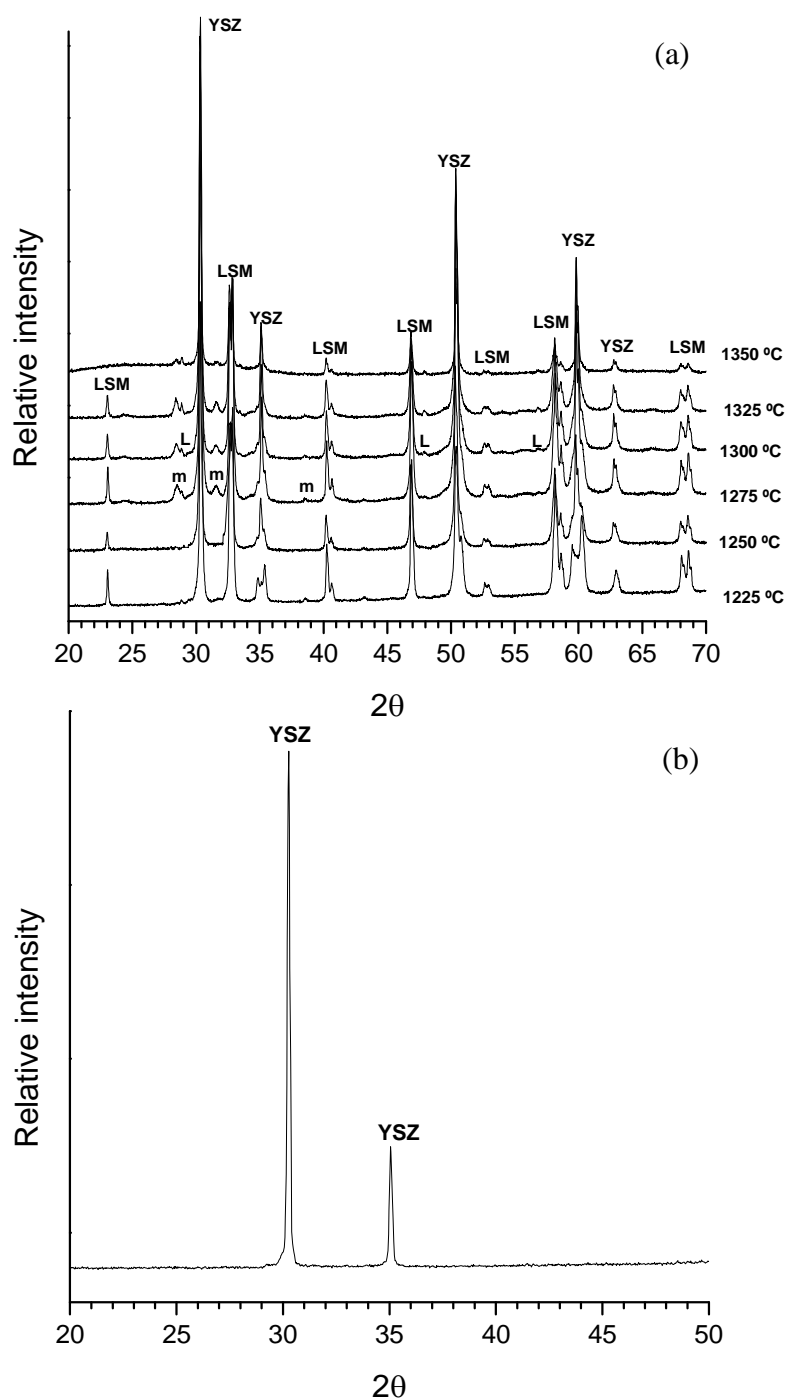 YSZ
(a)
YSZ
YSZ
LSM
YSZ
LSM
LSM
LSM
LSM
YSZ
LSM
1350 ºC
LSM
1325 ºC
L
L
L
1300 ºC
m
m
m
1275 ºC
1250 ºC
1225 ºC
Relative intensity
20 25 30 35 40 45 50 55 60 65 70
2θ
YSZ
(b)
YSZ
Relative intensity
20 25 30 35 40 45 50
2θ